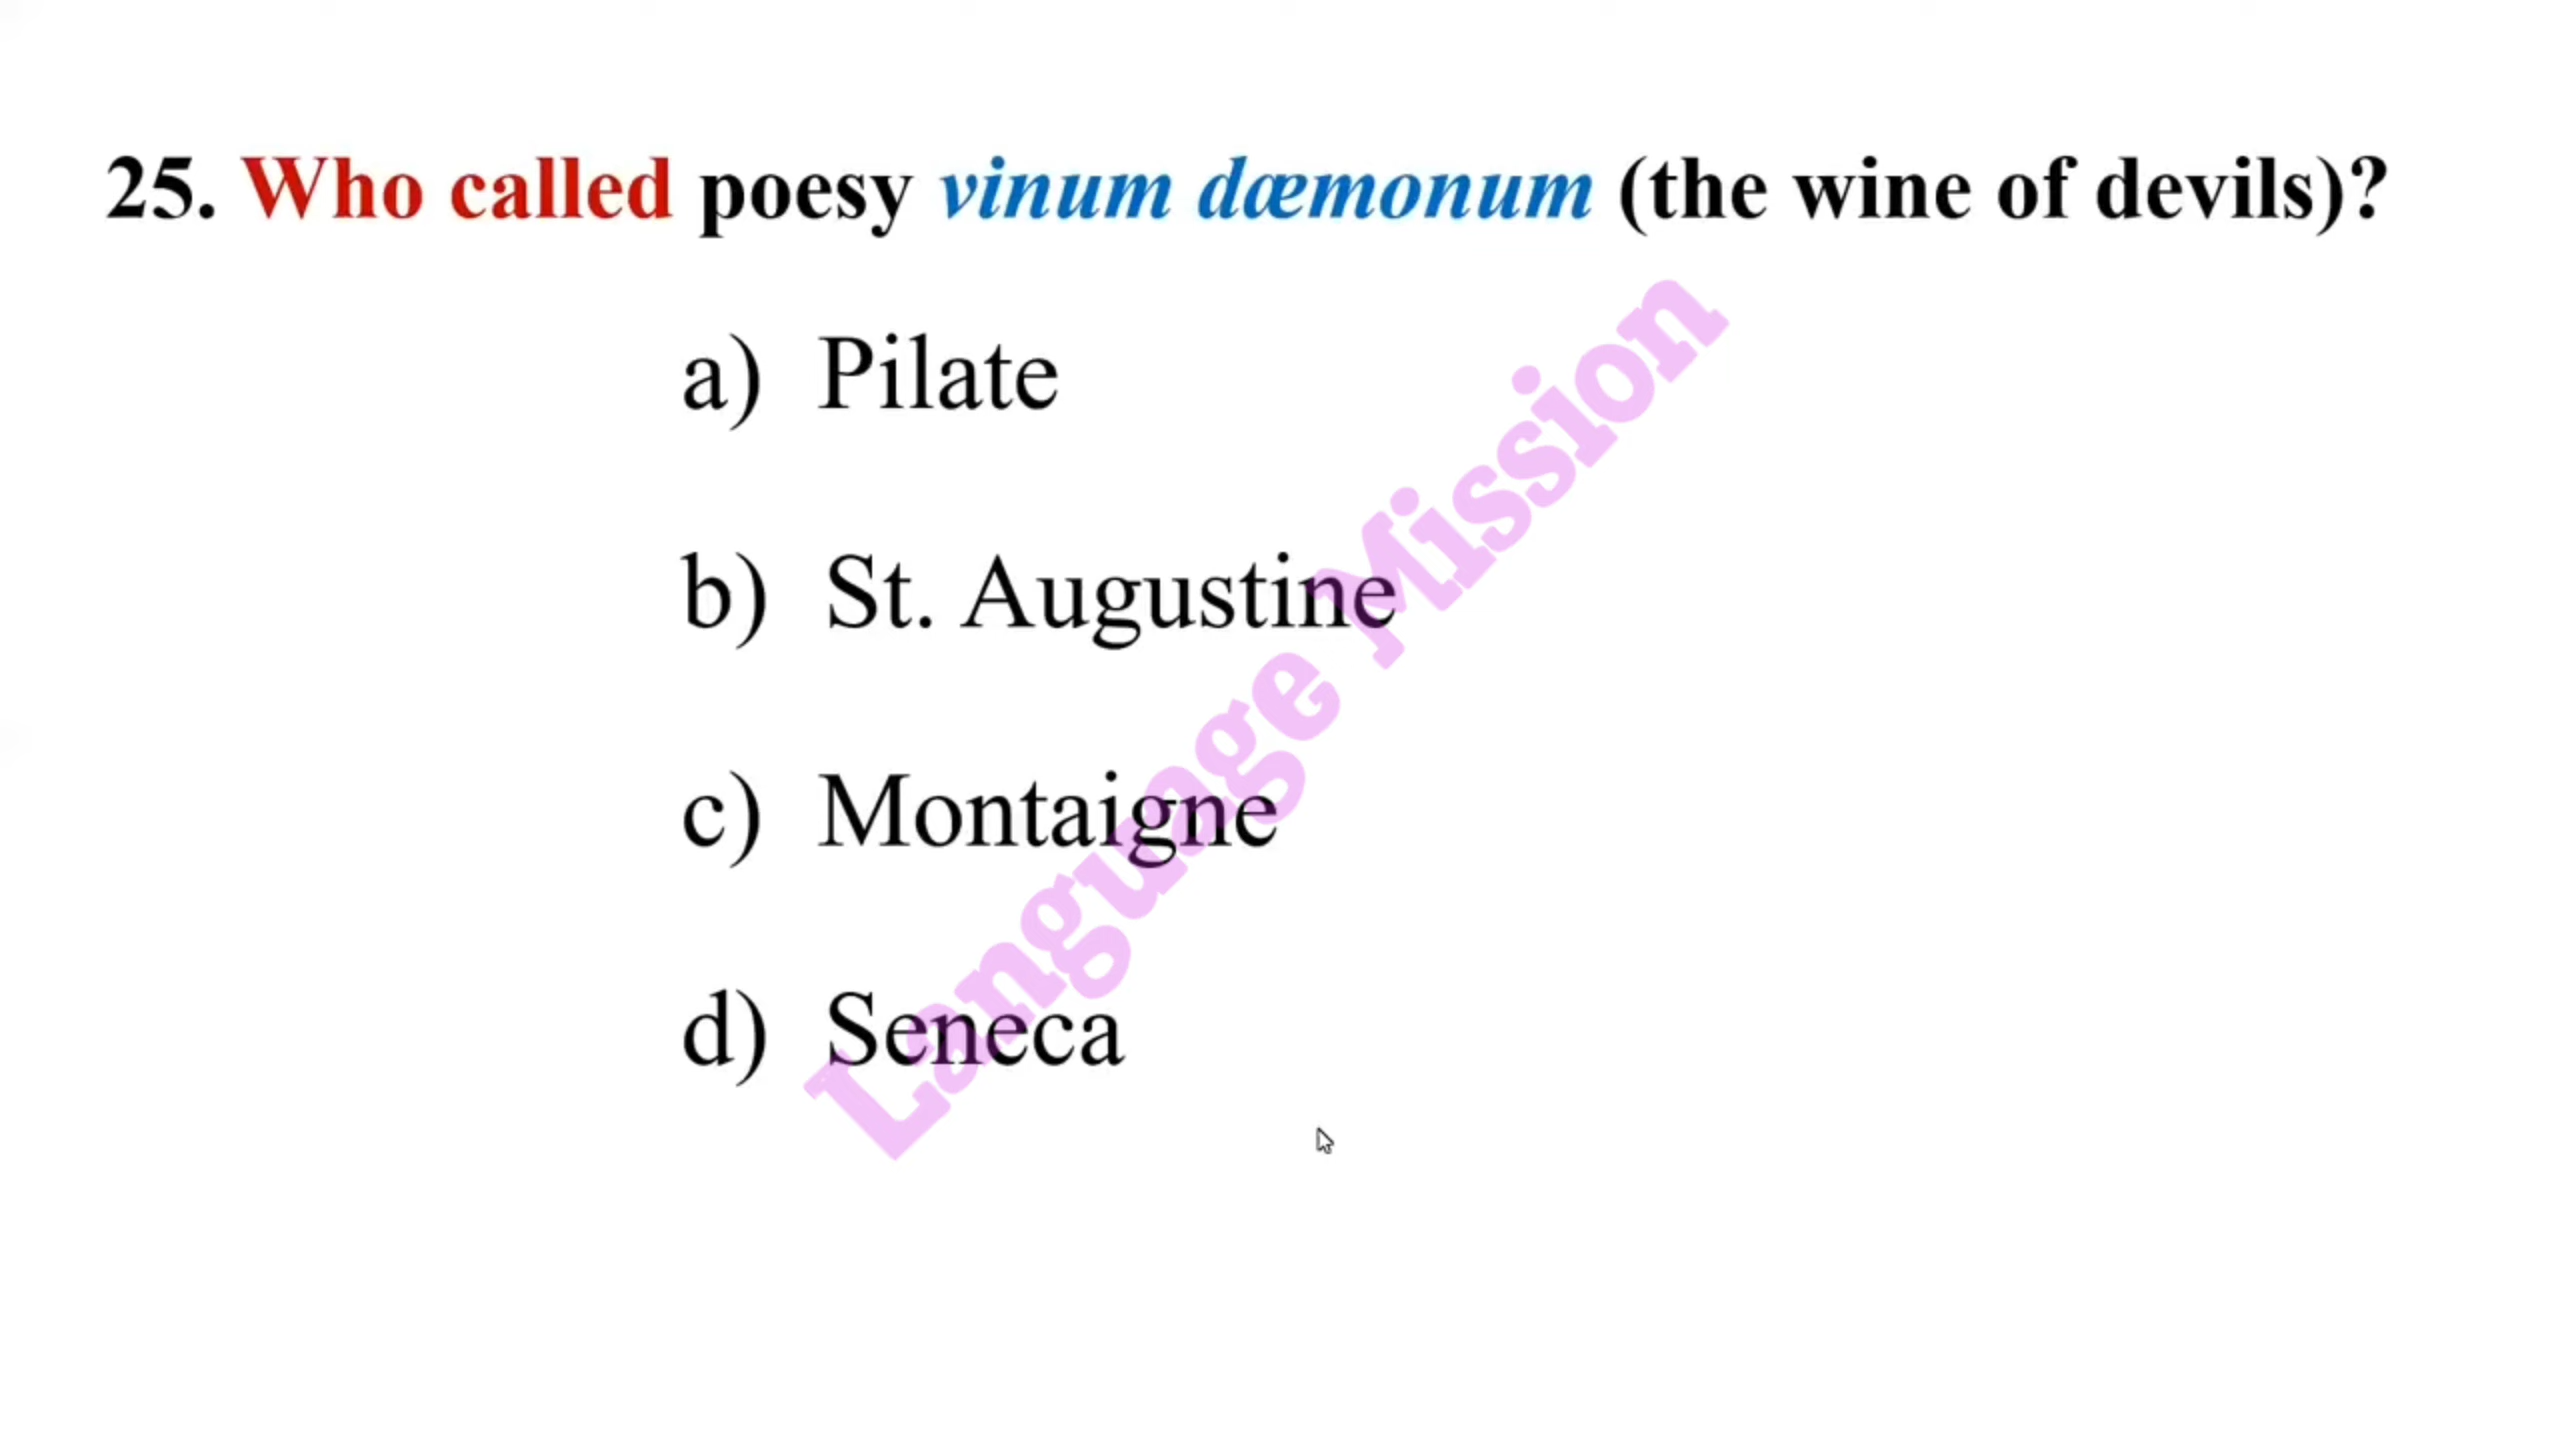 25. Who called poesy vinum dæmonum (the wine of devils)?
a) Pilate
b) St. Augustine
c) Montaigne
d) Seneca
Language Mission